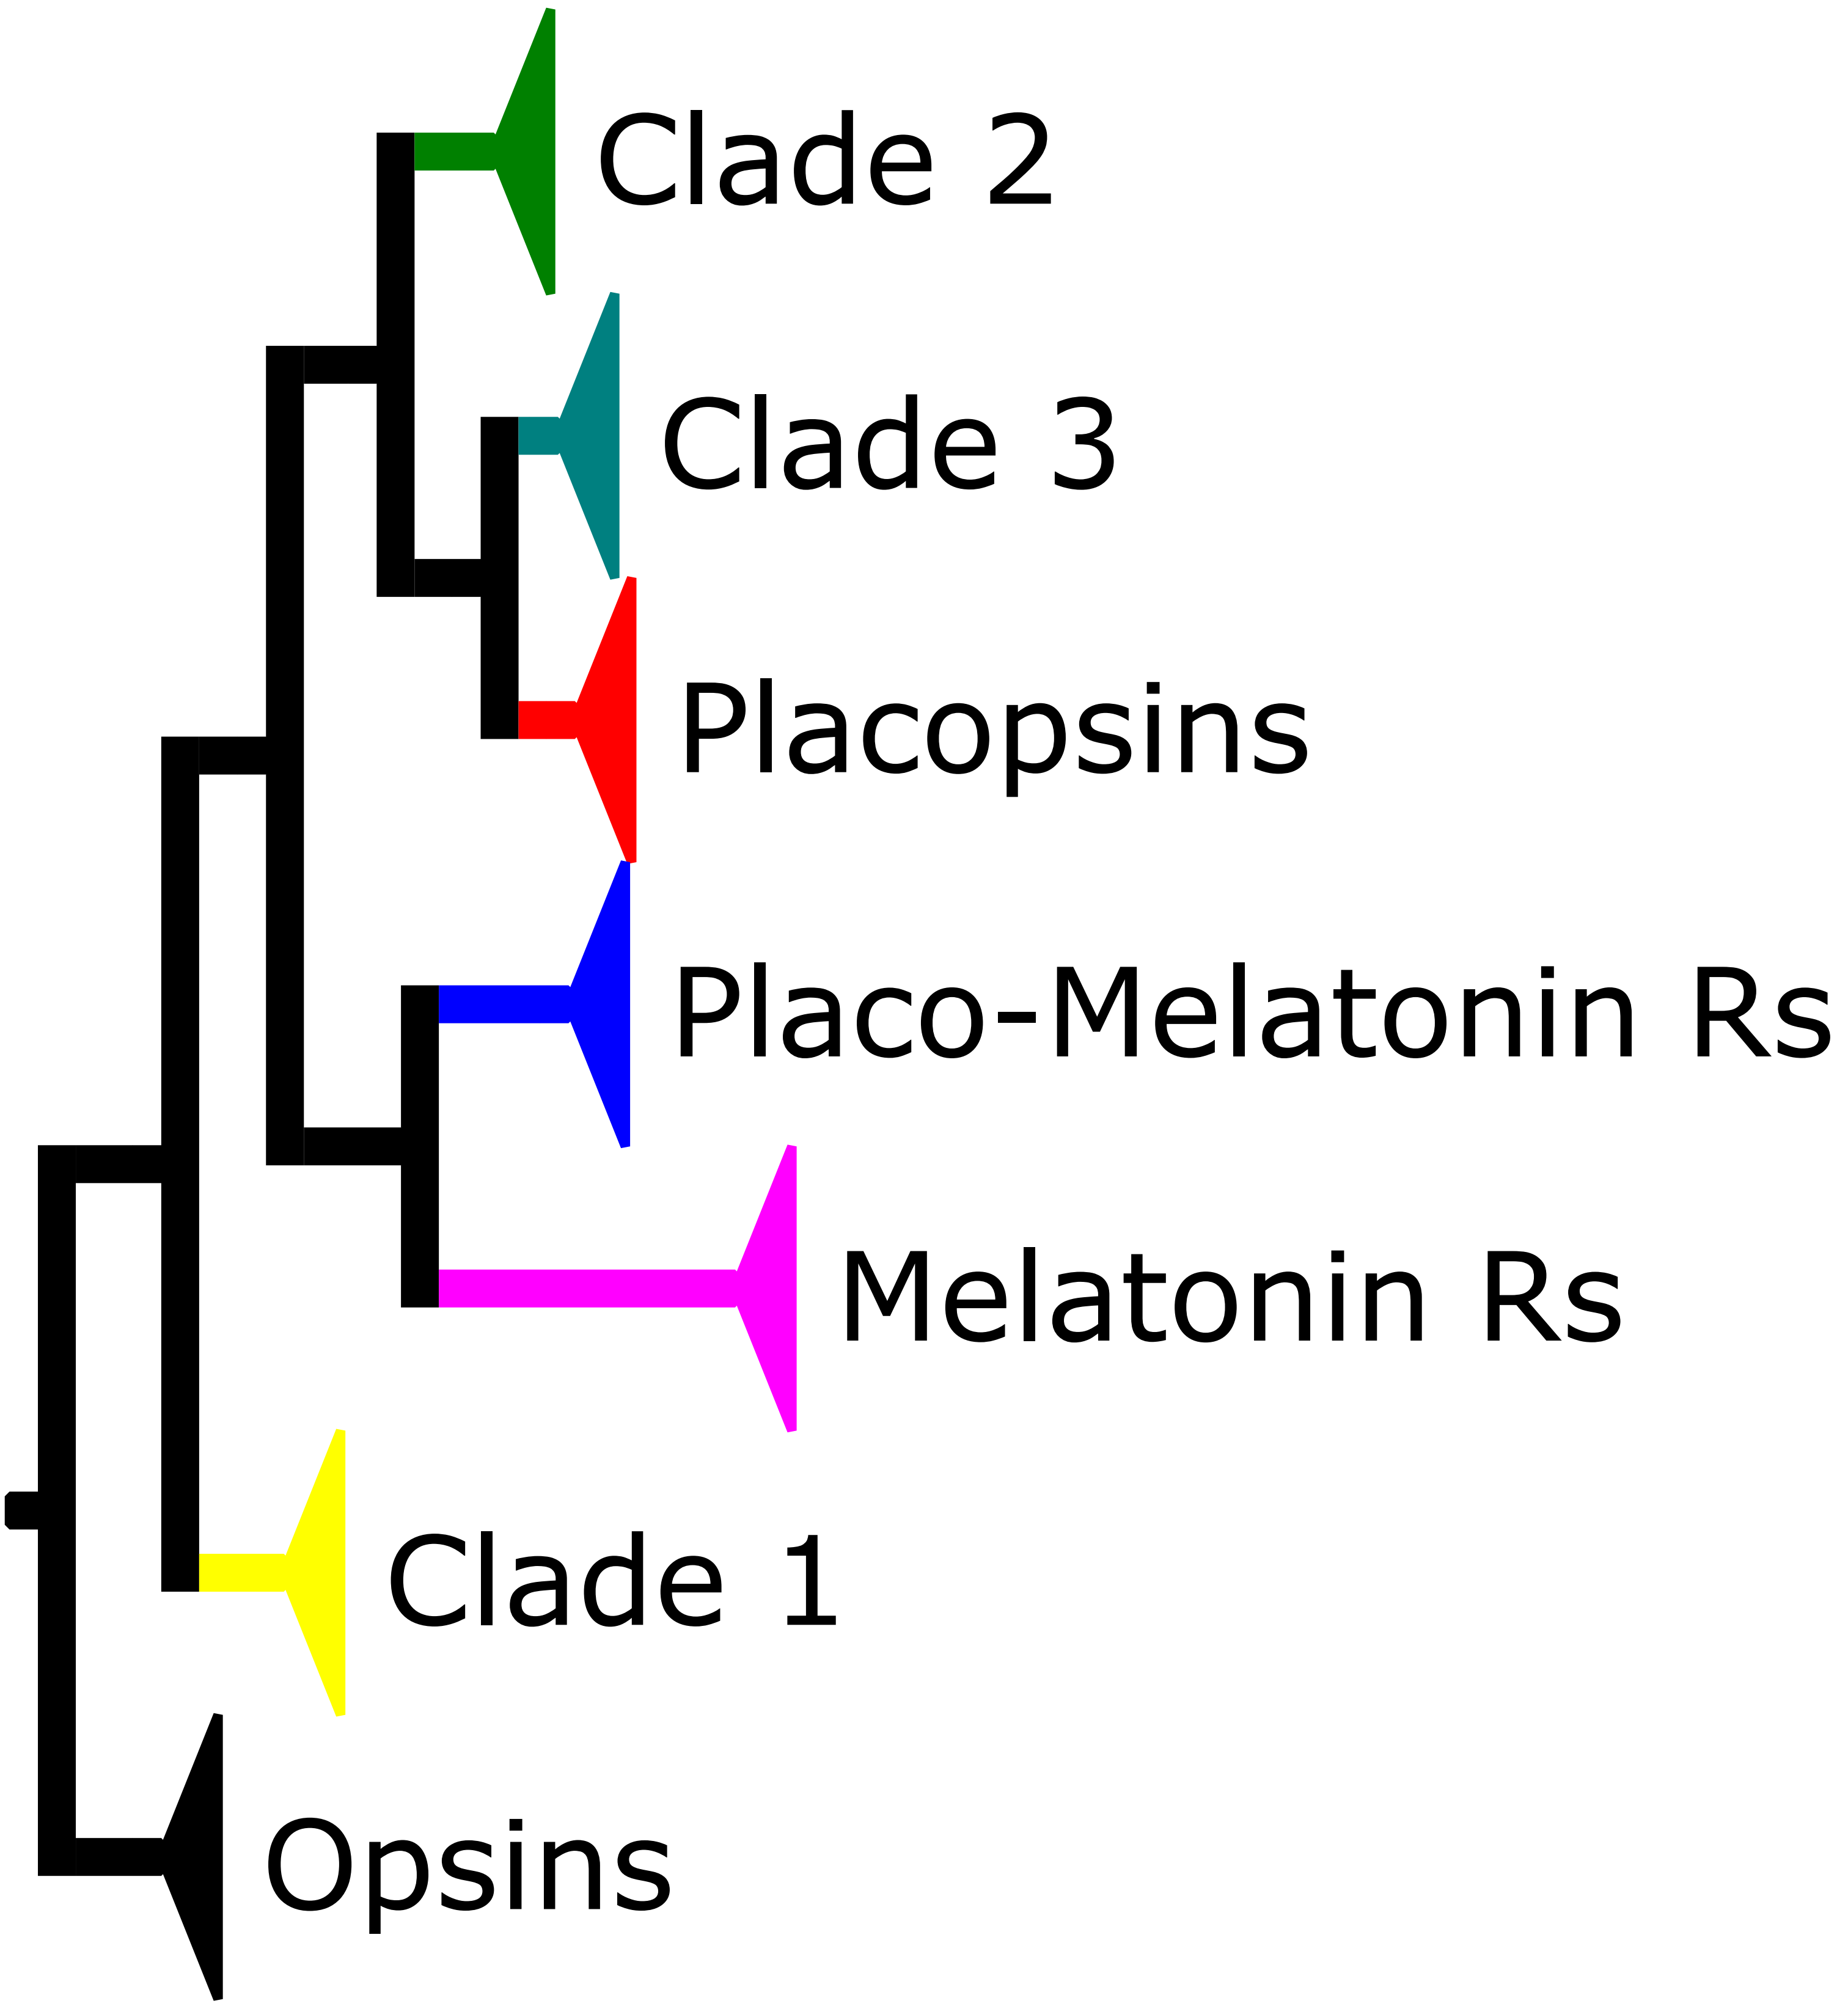 Clade 2
Clade 3
Placopsins
Placo-Melatonin Rs
Melatonin Rs
Clade 1
Opsins